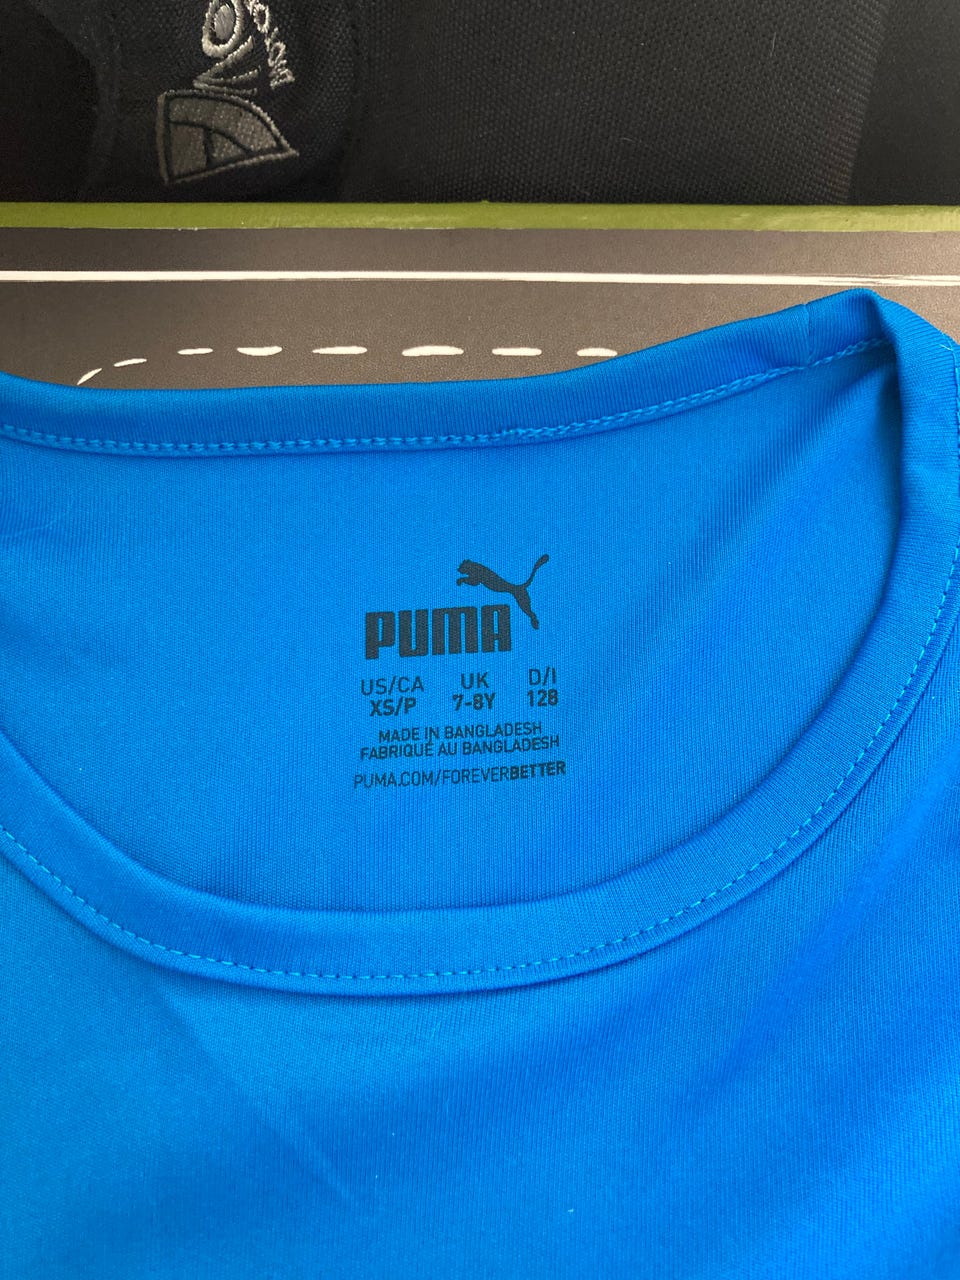 PUMA
US/CA UK D/I
XS/P 7-8Y 128
MADE IN BANGLADESH
FABRIQUÉ AU BANGLADESH
PUMA.COM/FOREVERBETTER